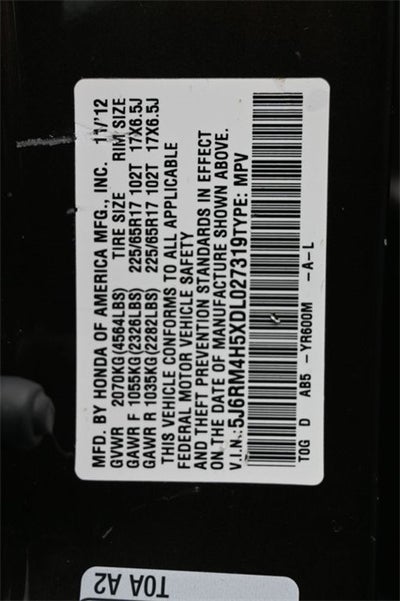 MFD. BY HONDA OF AMERICA MFG., INC. 11/12
GVWR 2070KG(4564LBS) TIRE SIZE RIM SIZE
GAWR F 1055KG(2326LBS) 225/65R17 102T 17X6.5J
GAWR R 1035KG(2282LBS) 225/65R17 102T 17X6.5J
THIS VEHICLE CONFORMS TO ALL APPLICABLE
FEDERAL MOTOR VEHICLE SAFETY
AND THEFT PREVENTION STANDARDS IN EFFECT
ON THE DATE OF MANUFACTURE SHOWN ABOVE.
V.I.N.:5J6RM4H5XDL027319TYPE: MPV
T0G D AB5 - YR600M -A-L
T0A A2